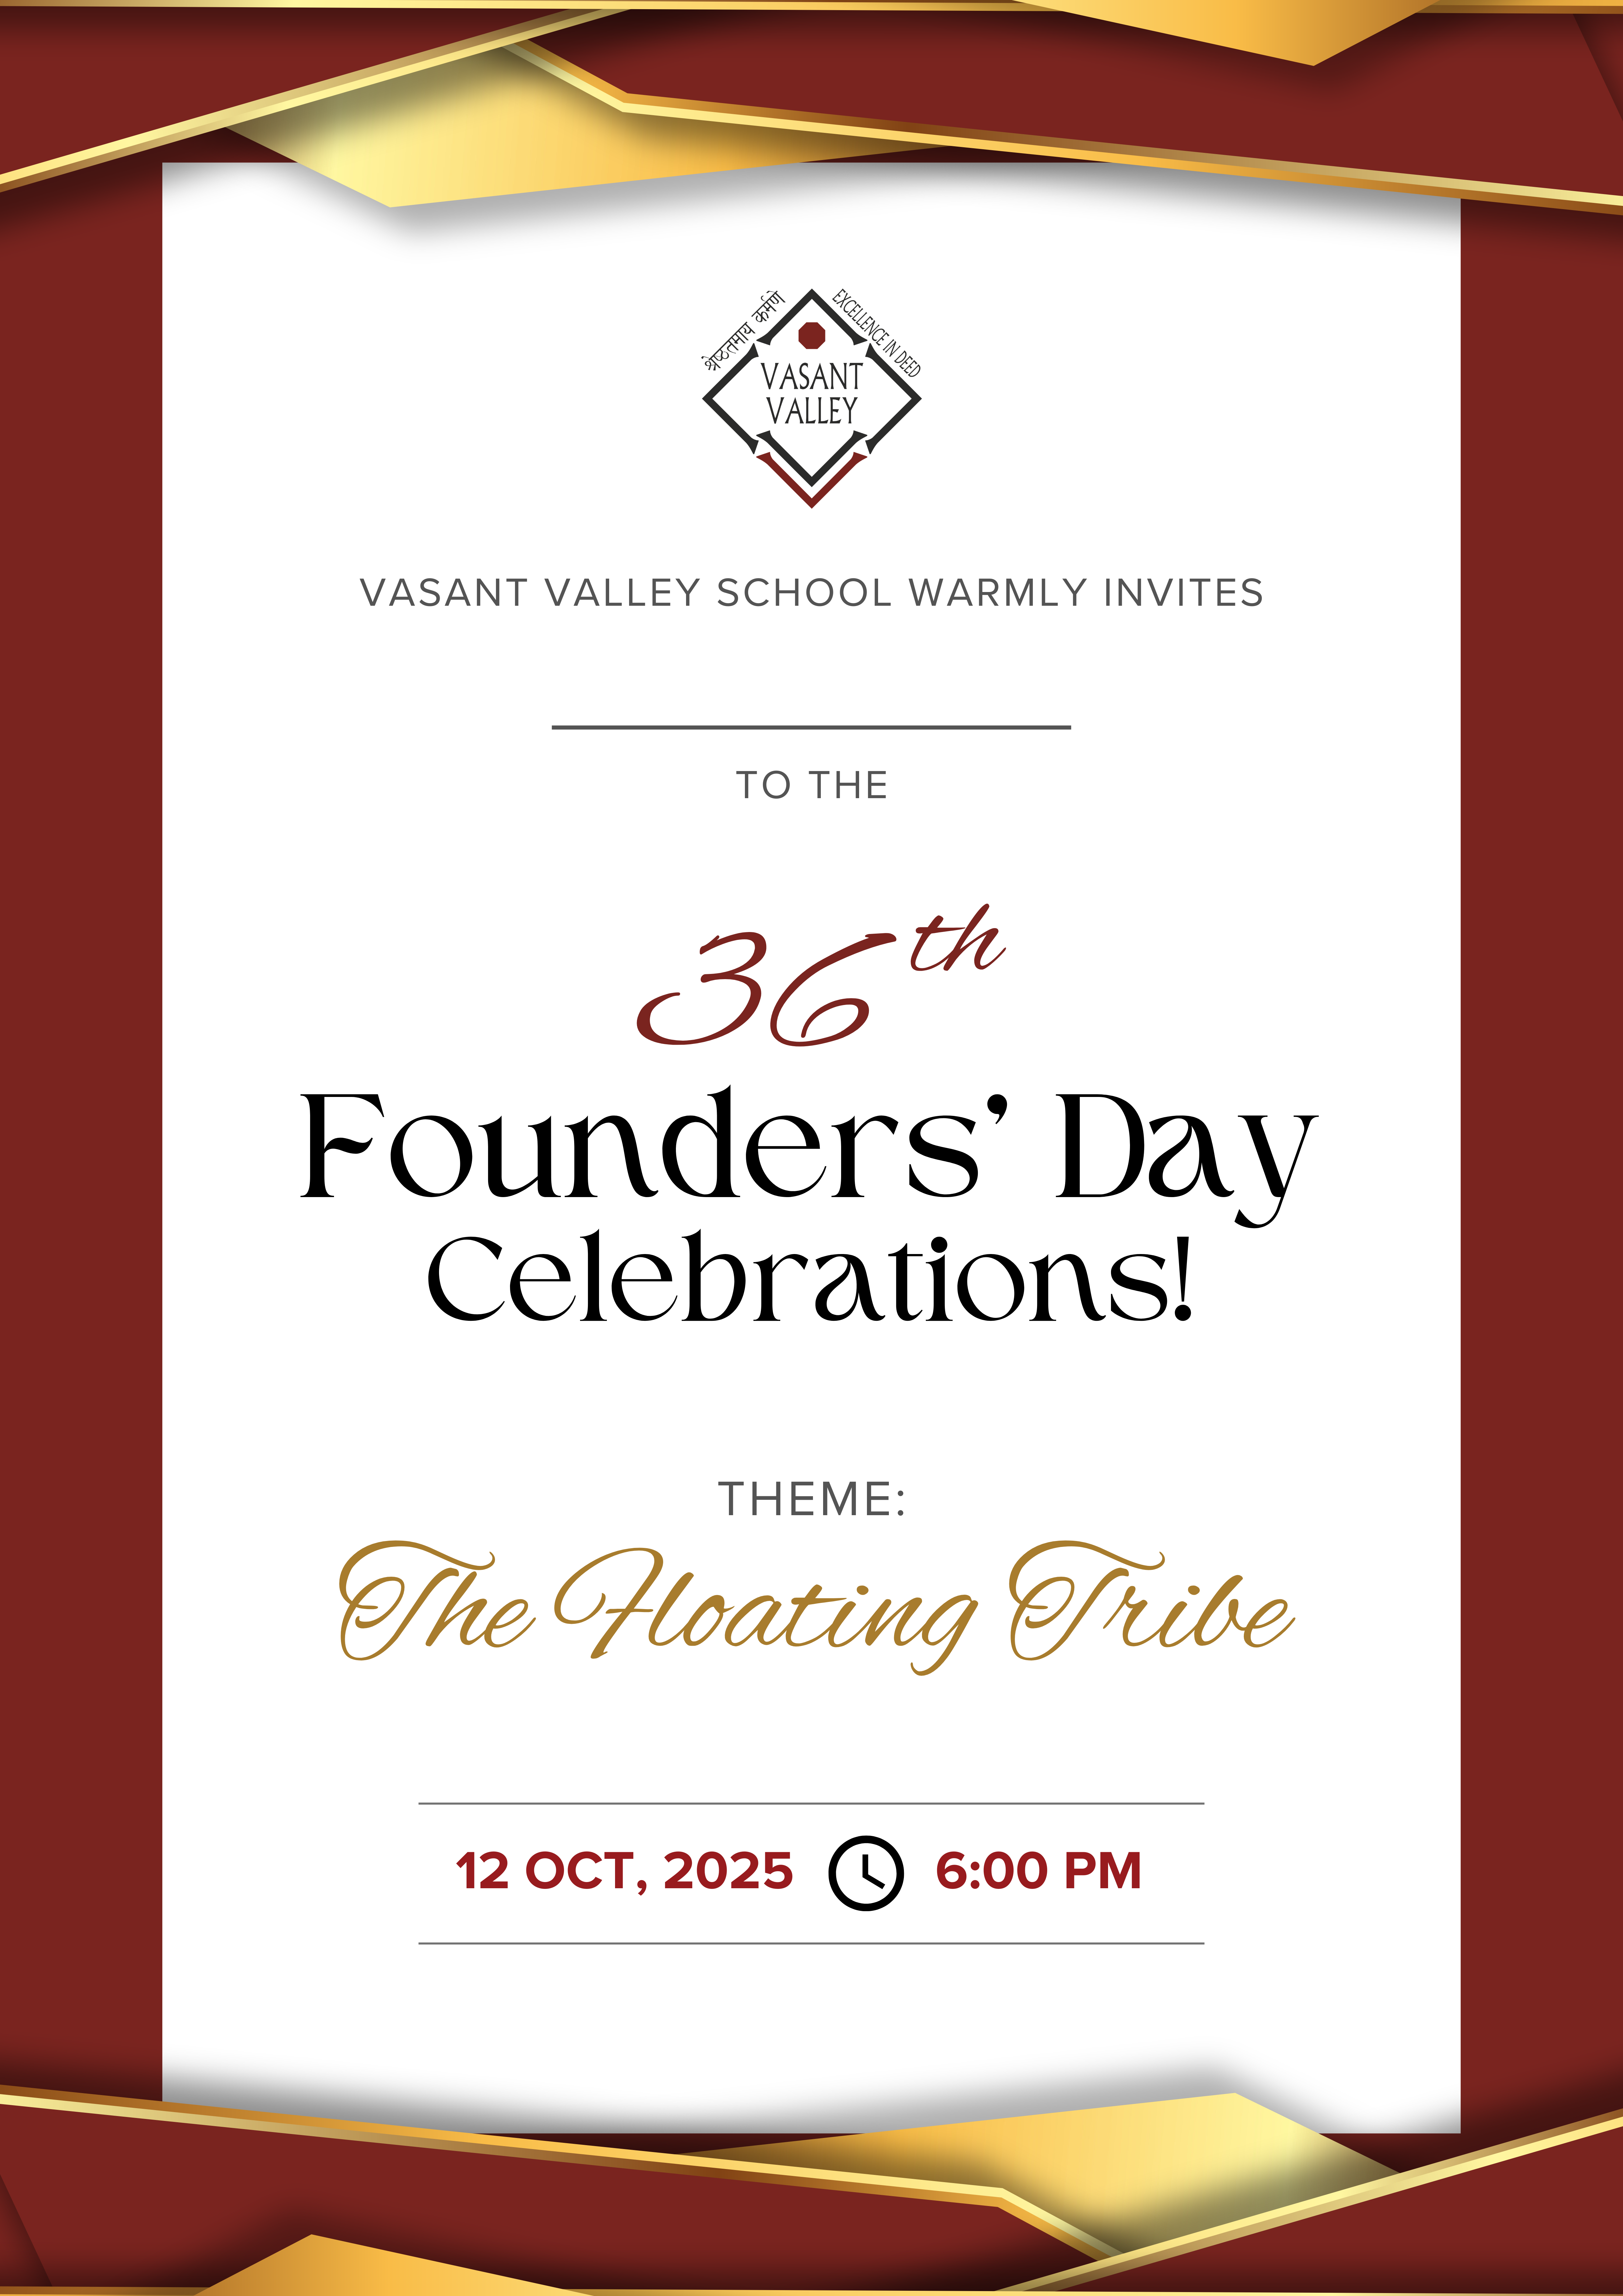 श्रेष्ठतमाय कर्मणे
EXCELLENCE IN DEED
VASANT
VALLEY
VASANT VALLEY SCHOOL WARMLY INVITES
TO THE
36th
Founders’ Day
Celebrations!
THEME:
The Floating Tribe
12 OCT, 2025 6:00 PM